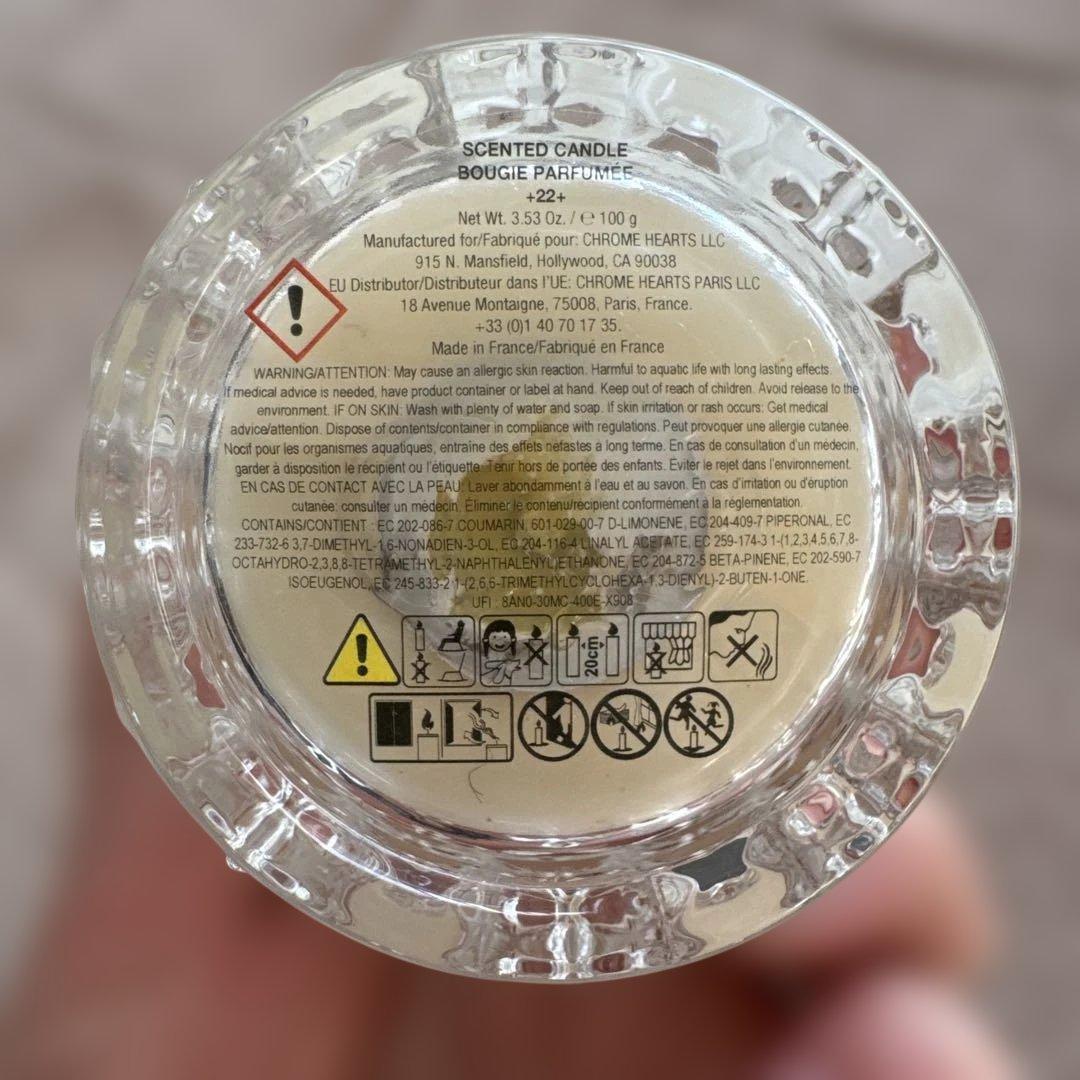 SCENTED CANDLE
BOUGIE PARFUMÉE
+22+
Net Wt. 3.53 Oz. / ℮ 100 g
Manufactured for/Fabriqué pour: CHROME HEARTS LLC
915 N. Mansfield, Hollywood, CA 90038
EU Distributor/Distributeur dans l'UE: CHROME HEARTS PARIS LLC
18 Avenue Montaigne, 75008, Paris, France.
+33 (0)1 40 70 17 35.
Made in France/Fabriqué en France
WARNING/ATTENTION: May cause an allergic skin reaction. Harmful to aquatic life with long lasting effects.
If medical advice is needed, have product container or label at hand. Keep out of reach of children. Avoid release to the
environment. IF ON SKIN: Wash with plenty of water and soap. If skin irritation or rash occurs: Get medical
advice/attention. Dispose of contents/container in compliance with regulations. Peut provoquer une allergie cutanée.
Nocif pour les organismes aquatiques, entraîne des effets néfastes à long terme. En cas de consultation d'un médecin,
garder à disposition le récipient ou l'étiquette. Tenir hors de portée des enfants. Éviter le rejet dans l'environnement.
EN CAS DE CONTACT AVEC LA PEAU: Laver abondamment à l'eau et au savon. En cas d'irritation ou d'éruption
cutanée: consulter un médecin. Éliminer le contenu/récipient conformément à la réglementation.
CONTAINS/CONTIENT : EC 202-086-7 COUMARIN, 601-029-00-7 D-LIMONENE, EC 204-409-7 PIPERONAL, EC
233-732-6 3,7-DIMETHYL-1,6-NONADIEN-3-OL, EC 204-116-4 LINALYL ACETATE, EC 259-174-3 1-(1,2,3,4,5,6,7,8-
OCTAHYDRO-2,3,8,8-TETRAMETHYL-2-NAPHTHALENYL)ETHANONE, EC 204-872-5 BETA-PINENE, EC 202-590-7
ISOEUGENOL, EC 245-833-2 1-(2,6,6-TRIMETHYLCYCLOHEXA-1,3-DIENYL)-2-BUTEN-1-ONE.
UFI : 8AN0-30MC-400E-X908
20cm